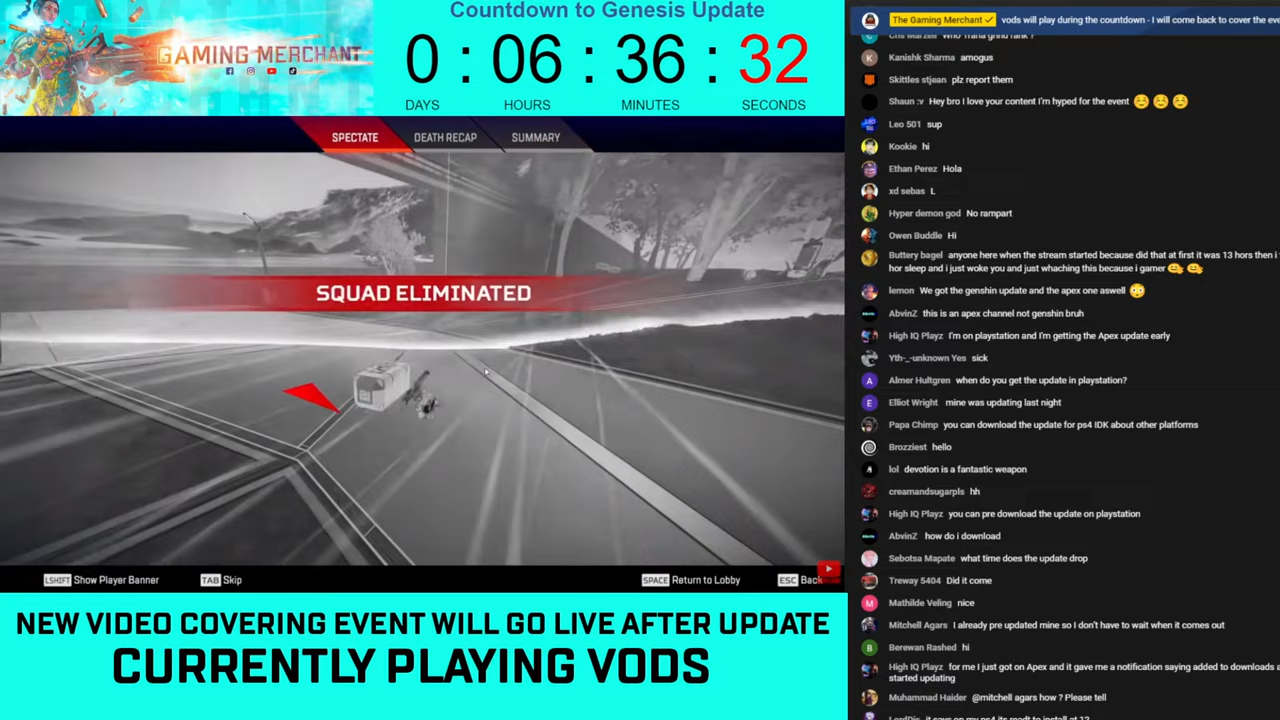 Countdown to Genesis Update
GAMING MERCHANT
0 : 06 : 36 : 32
DAYS HOURS MINUTES SECONDS
SPECTATE DEATH RECAP SUMMARY
SQUAD ELIMINATED
LSHIFT Show Player Banner TAB Skip SPACE Return to Lobby ESC Back
NEW VIDEO COVERING EVENT WILL GO LIVE AFTER UPDATE
CURRENTLY PLAYING VODS
The Gaming Merchant vods will play during the countdown - I will come back to cover the eve
Kanishk Sharma amogus
Skittles stjean plz report them
Shaun :v Hey bro I love your content I'm hyped for the event ☺️ ☺️ ☺️
Leo 501 sup
Kookie hi
Ethan Perez Hola
xd sebas L
Hyper demon god No rampart
Owen Buddle Hi
Buttery bagel anyone here when the stream started because did that at first it was 13 hors then i
hor sleep and i just woke you and just whaching this because i gamer
lemon We got the genshin update and the apex one aswell 😳
AbvinZ this is an apex channel not genshin bruh
High IQ Playz I'm on playstation and I'm getting the Apex update early
Yth-_-unknown Yes sick
Almer Hultgren when do you get the update in playstation?
Elliot Wright mine was updating last night
Papa Chimp you can download the update for ps4 IDK about other platforms
Brozziest hello
lol devotion is a fantastic weapon
creamandsugarpls hh
High IQ Playz you can pre download the update on playstation
AbvinZ how do i download
Sebotsa Mapate what time does the update drop
Treway 5404 Did it come
Mathilde Veling nice
Mitchell Agars I already pre updated mine so I don't have to wait when it comes out
Berewan Rashed hi
High IQ Playz for me I just got on Apex and it gave me a notification saying added to downloads a
started updating
Muhammad Haider @mitchell agars how ? Please tell